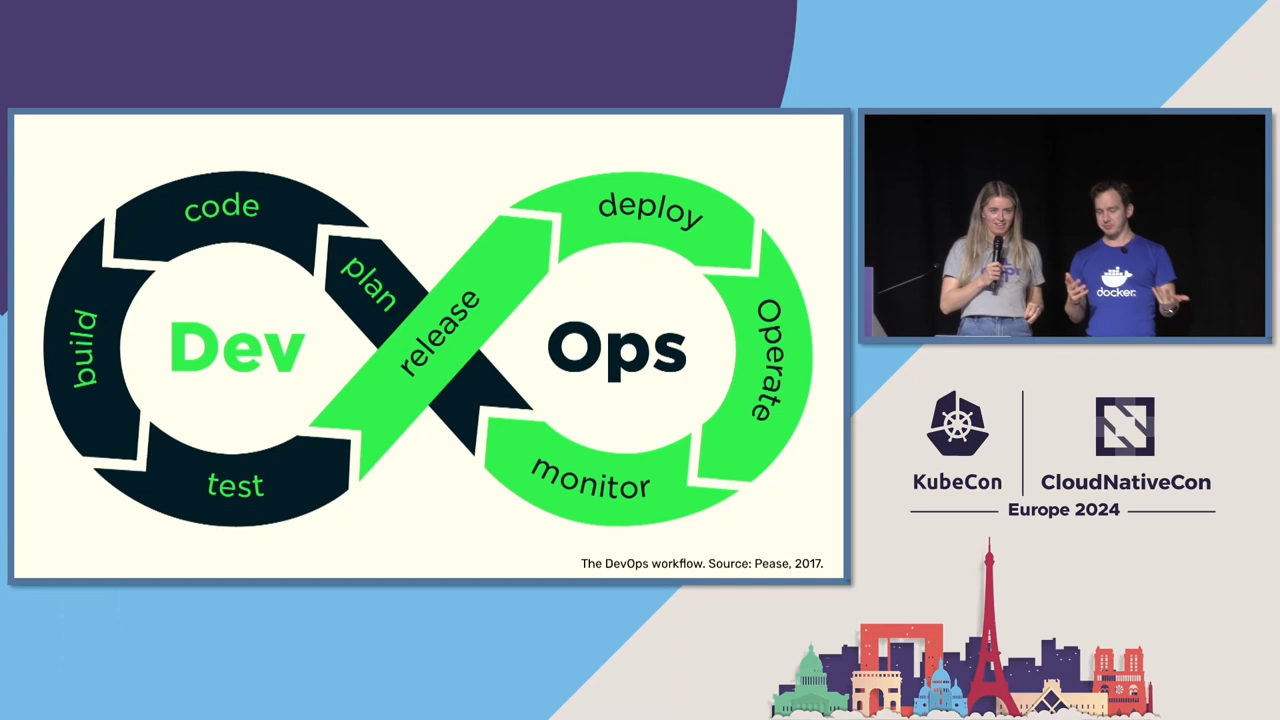 code
plan
build
Dev
test
release
deploy
Ops
Operate
monitor
The DevOps workflow. Source: Pease, 2017.
docker
KubeCon
CloudNativeCon
Europe 2024